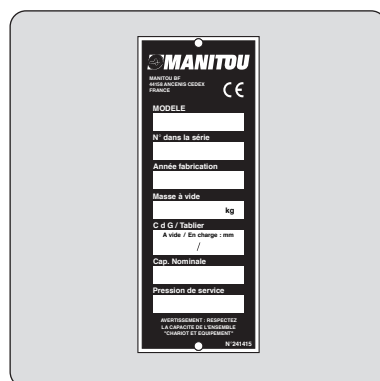 MANITOU
MANITOU BF
44158 ANCENIS CEDEX
FRANCE
CE
MODELE
N° dans la série
Année fabrication
Masse à vide
kg
C d G / Tablier
A vide / En charge : mm
/
Cap. Nominale
Pression de service
AVERTISSEMENT : RESPECTEZ
LA CAPACITE DE L'ENSEMBLE
"CHARIOT ET EQUIPEMENT"
N°241415